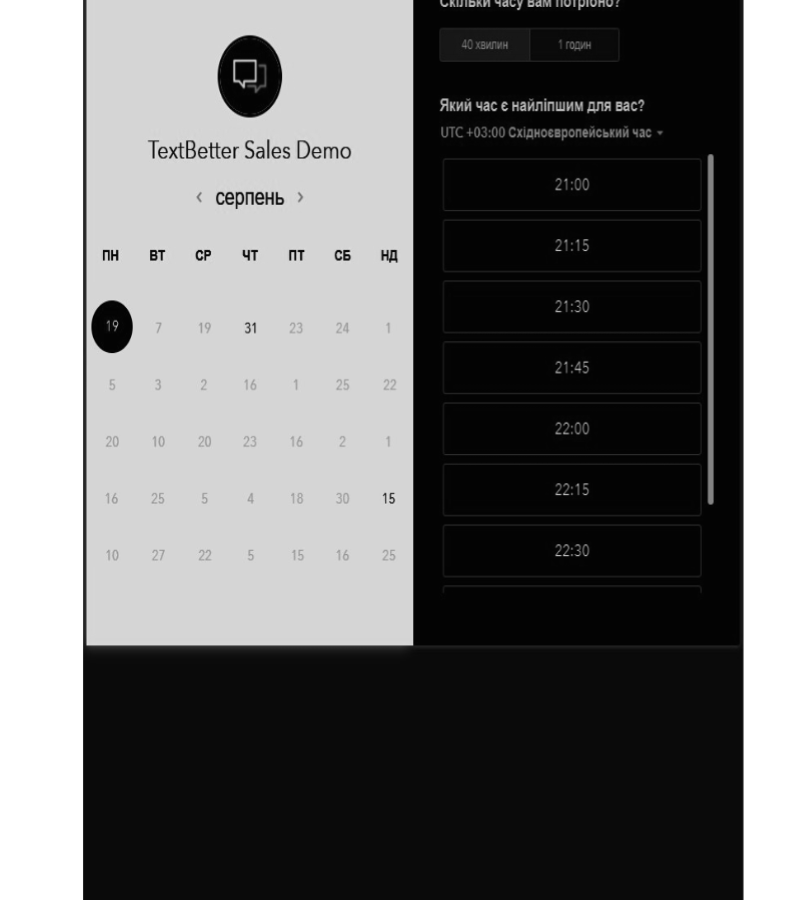 TextBetter Sales Demo
‹ серпень ›
ПН ВТ СР ЧТ ПТ СБ НД
19 7 19 31 23 24 1
5 3 2 16 1 25 22
20 10 20 23 16 2 1
16 25 5 4 18 30 15
10 27 22 5 15 16 25
Скільки часу вам потрібно?
40 хвилин 1 годин
Який час є найліпшим для вас?
UTC +03:00 Східноєвропейський час
21:00
21:15
21:30
21:45
22:00
22:15
22:30